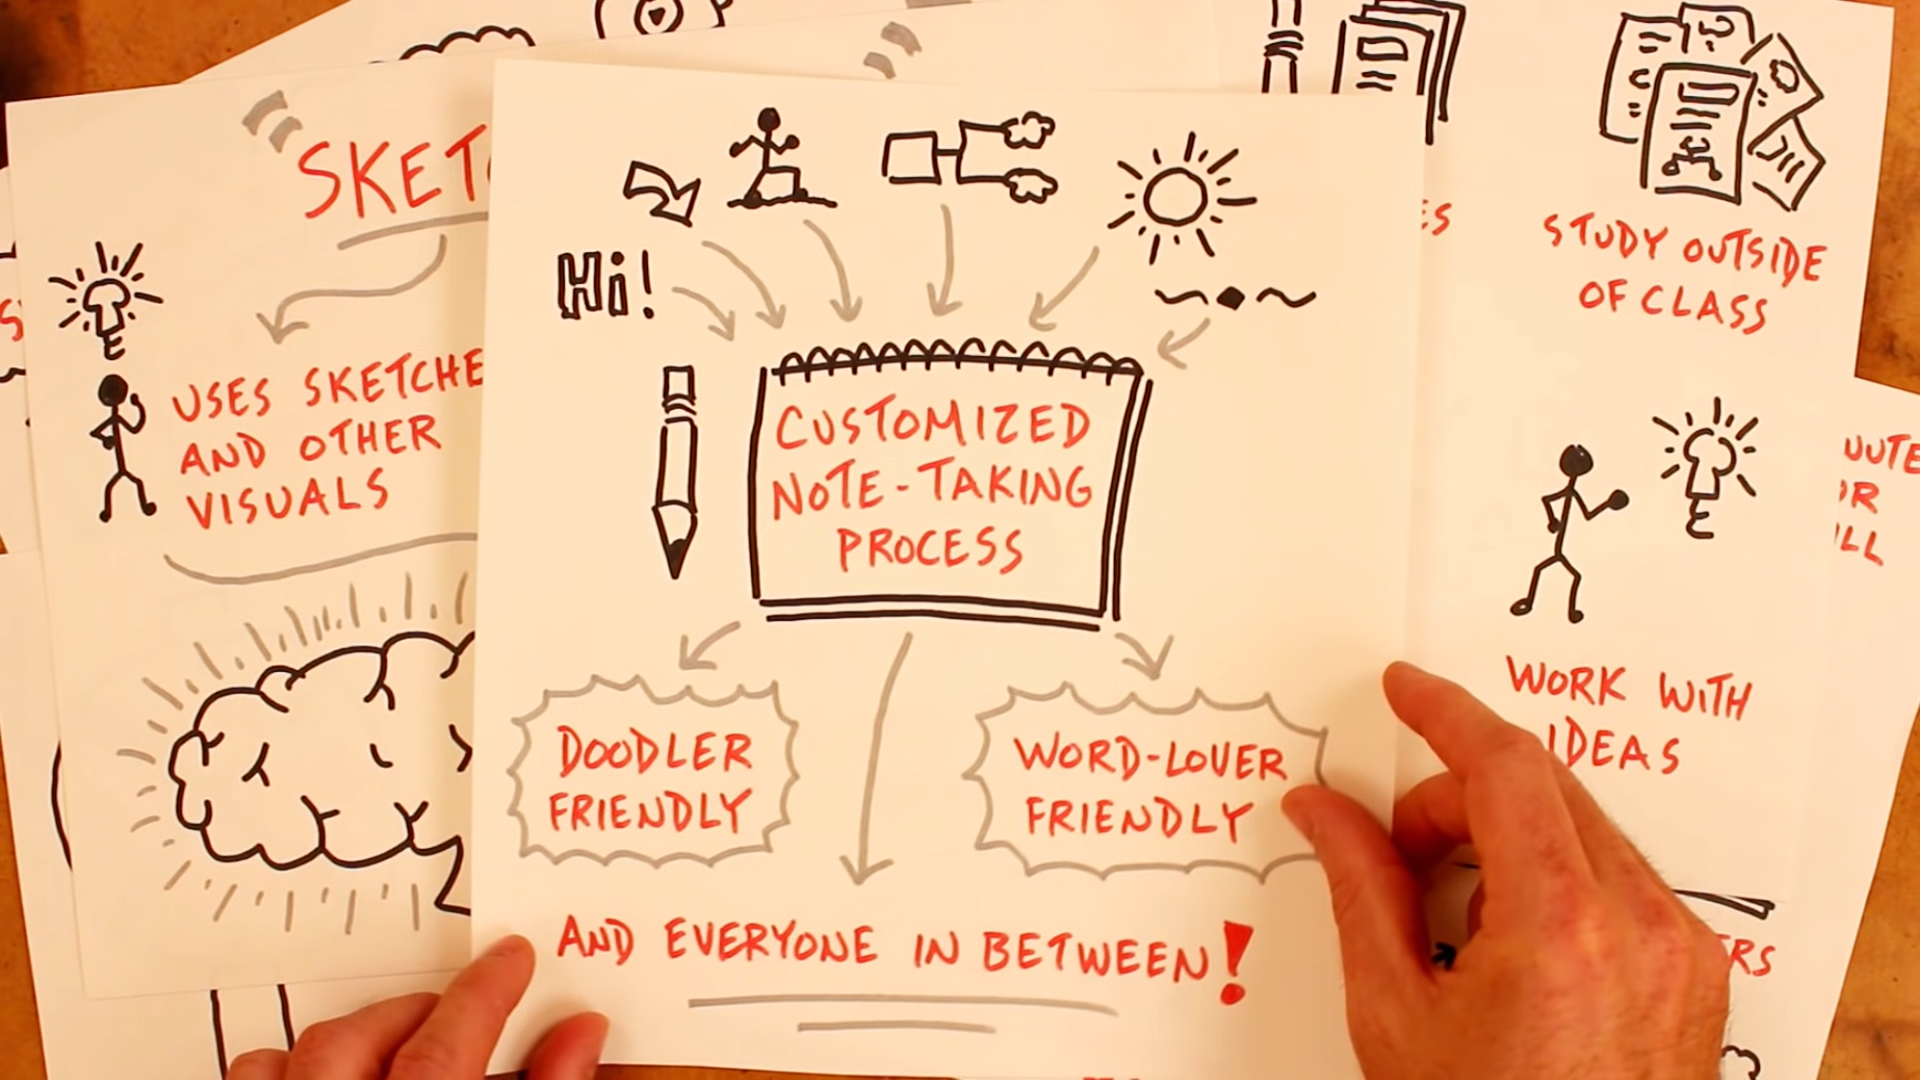 Hi!
CUSTOMIZED
NOTE-TAKING
PROCESS
DOODLER
FRIENDLY
WORD-LOVER
FRIENDLY
AND EVERYONE IN BETWEEN!
USES SKETCHE
AND OTHER
VISUALS
STUDY OUTSIDE
OF CLASS
WORK WITH
IDEAS